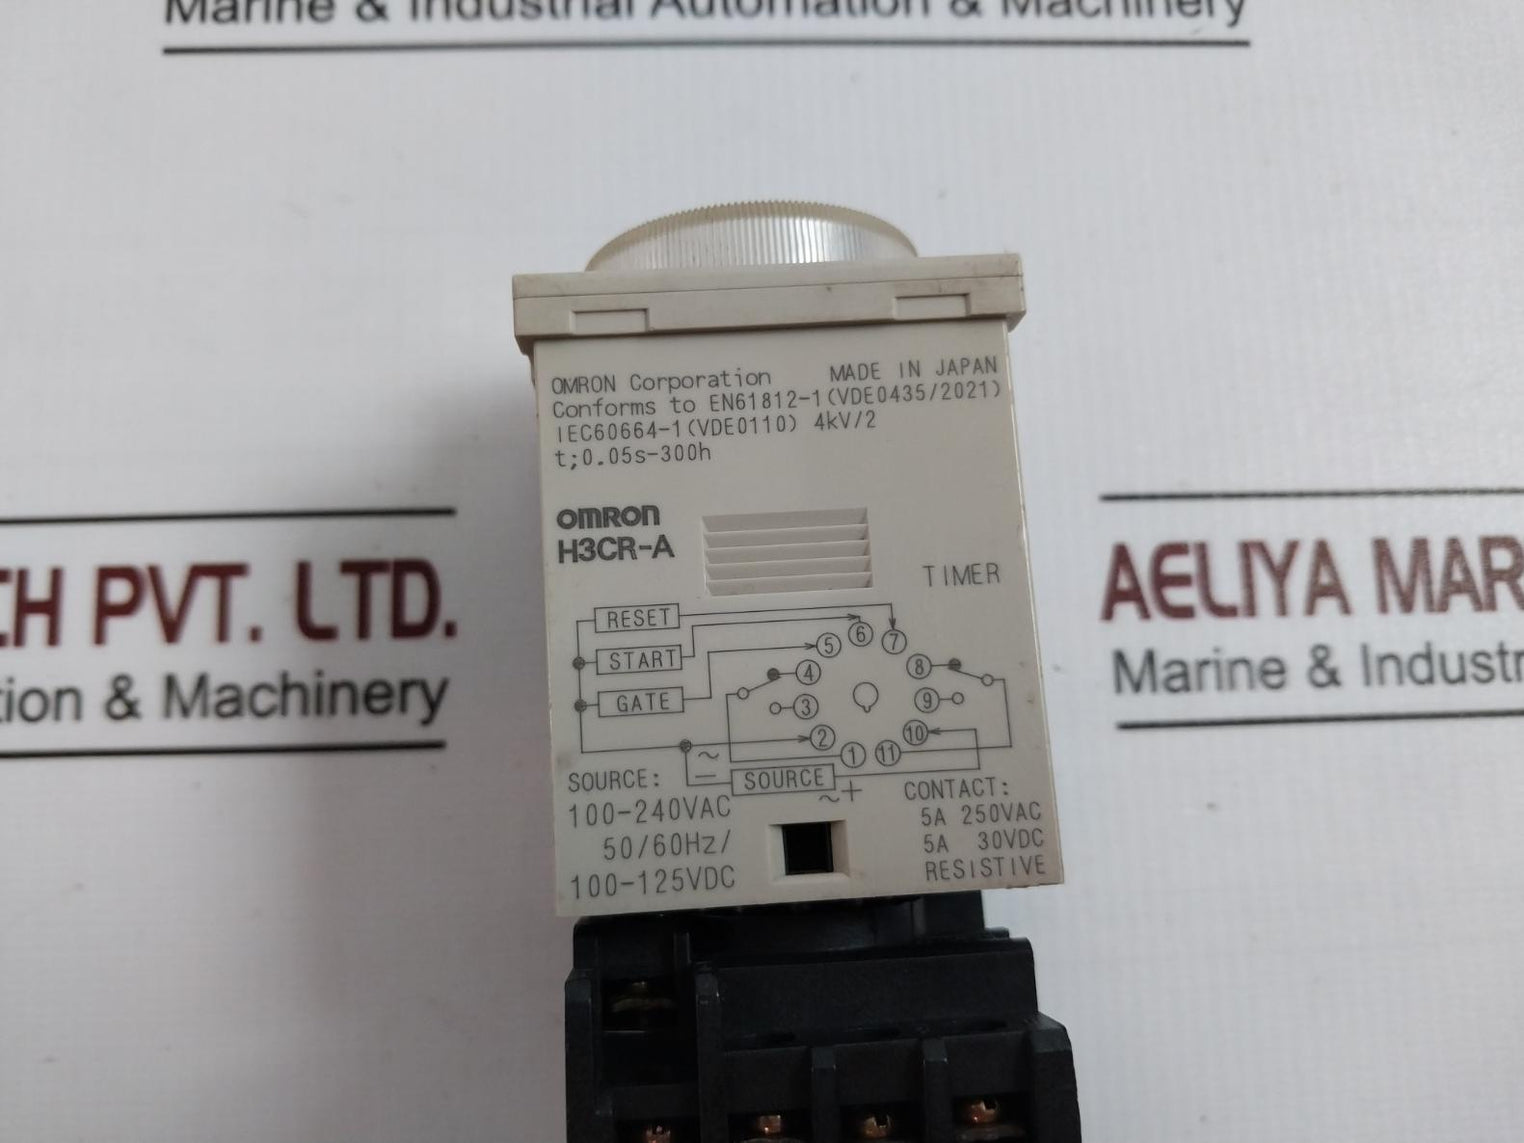 Marine & Industrial Automation & Machinery
OMRON Corporation MADE IN JAPAN
Conforms to EN61812-1(VDE0435/2021)
IEC60664-1(VDE0110) 4kV/2
t;0.05s-300h
OMRON
H3CR-A
TIMER
RESET
START
GATE
5 6 7
4 8
3 9
2 10
1 11
SOURCE
~ −
~ +
SOURCE:
100-240VAC
50/60Hz/
100-125VDC
CONTACT:
5A 250VAC
5A 30VDC
RESISTIVE
CH PVT. LTD.
tion & Machinery
AELIYA MAR
Marine & Industr